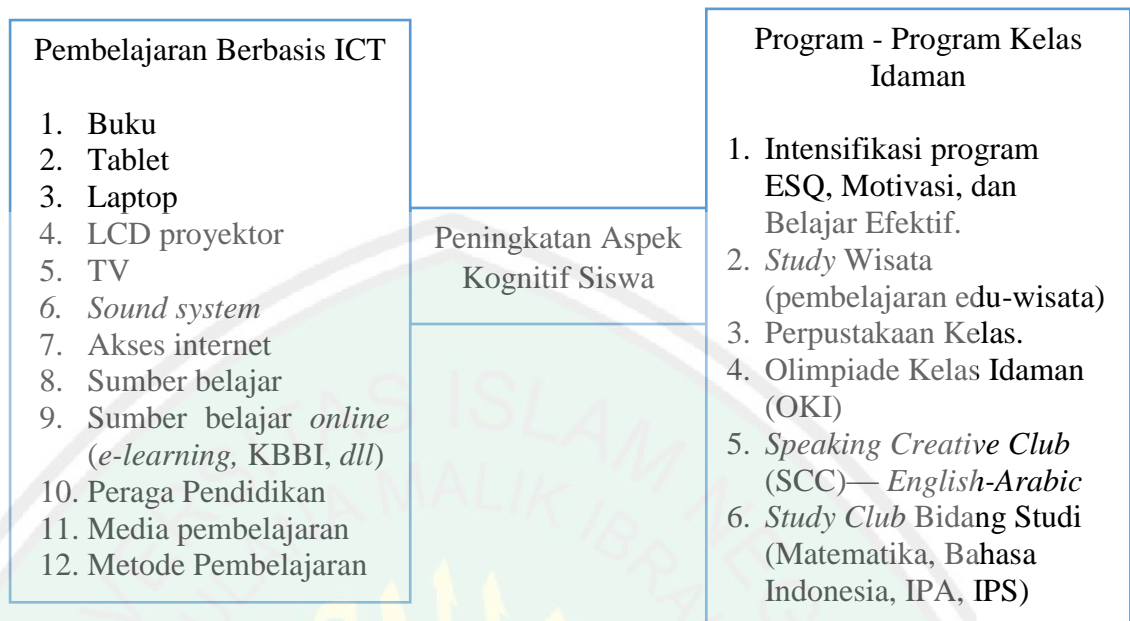 Pembelajaran Berbasis ICT
1. Buku
2. Tablet
3. Laptop
4. LCD proyektor
5. TV
6. Sound system
7. Akses internet
8. Sumber belajar
9. Sumber belajar online
(e-learning, KBBI, dll)
10. Peraga Pendidikan
11. Media pembelajaran
12. Metode Pembelajaran
Peningkatan Aspek
Kognitif Siswa
Program - Program Kelas
Idaman
1. Intensifikasi program
ESQ, Motivasi, dan
Belajar Efektif.
2. Study Wisata
(pembelajaran edu-wisata)
3. Perpustakaan Kelas.
4. Olimpiade Kelas Idaman
(OKI)
5. Speaking Creative Club
(SCC)— English-Arabic
6. Study Club Bidang Studi
(Matematika, Bahasa
Indonesia, IPA, IPS)